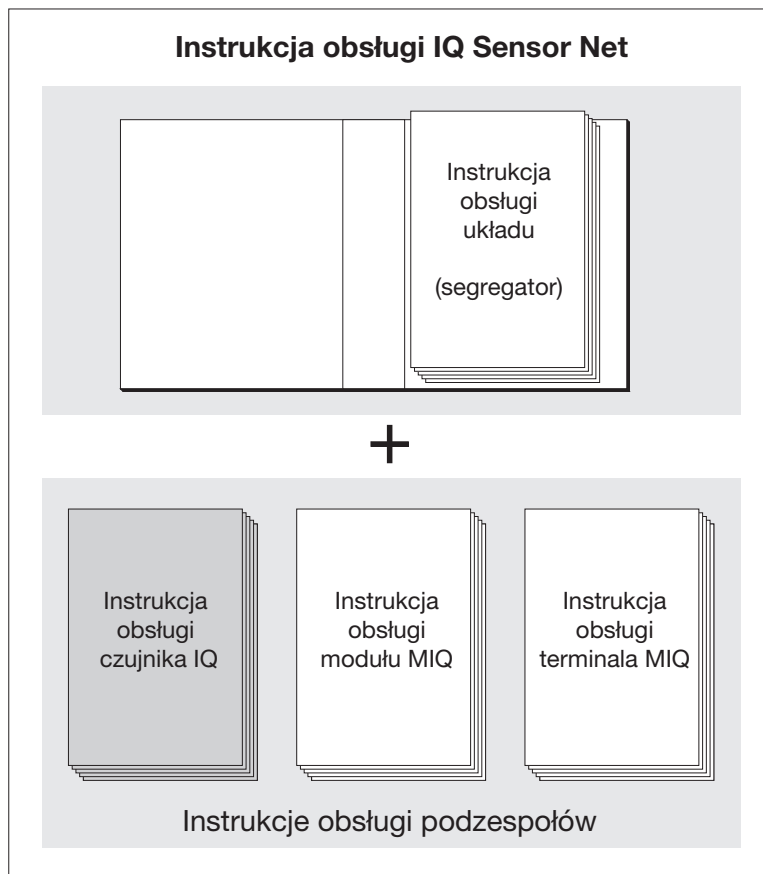 Instrukcja obsługi IQ Sensor Net
Instrukcja
obsługi
układu
(segregator)
+
Instrukcja
obsługi
czujnika IQ
Instrukcja
obsługi
modułu MIQ
Instrukcja
obsługi
terminala MIQ
Instrukcje obsługi podzespołów